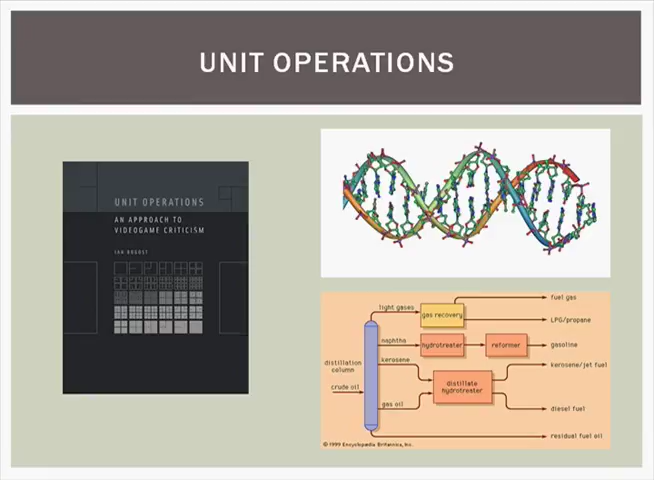 UNIT OPERATIONS
UNIT OPERATIONS
AN APPROACH TO
VIDEOGAME CRITICISM
IAN BOGOST
fuel gas
light gases
gas recovery
LPG/propane
naphtha
hydrotreater
reformer
gasoline
kerosene
kerosene/jet fuel
distillation
column
crude oil
distillate
hydrotreater
gas oil
diesel fuel
residual fuel oil
© 1999 Encyclopædia Britannica, Inc.